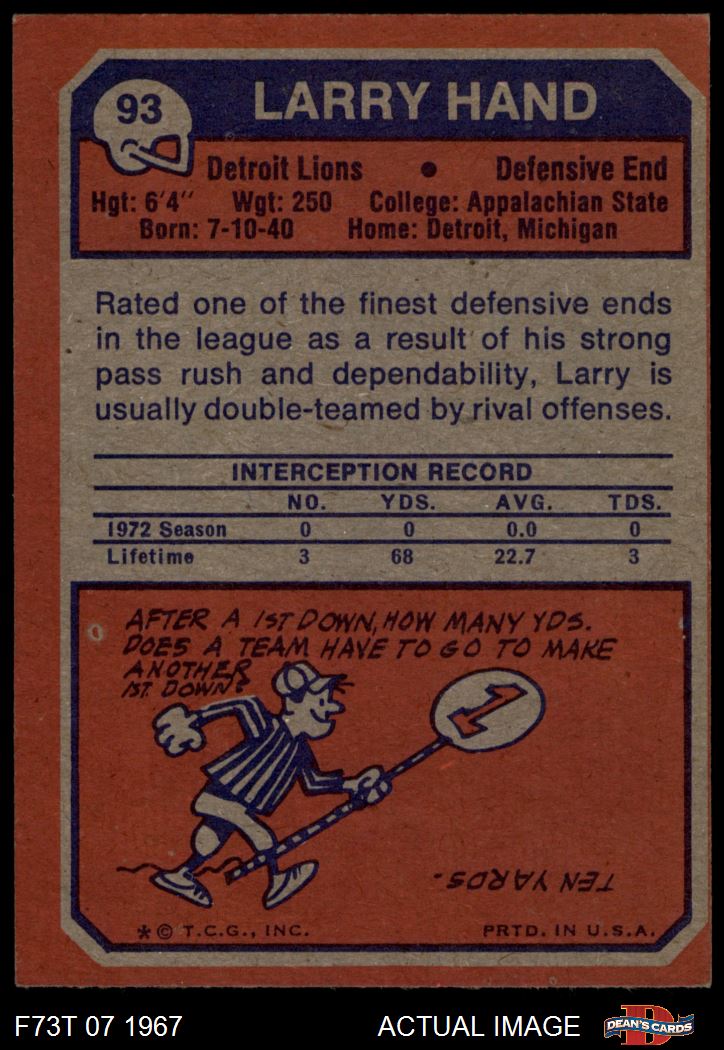 93
LARRY HAND
Detroit Lions • Defensive End
Hgt: 6'4" Wgt: 250 College: Appalachian State
Born: 7-10-40 Home: Detroit, Michigan
Rated one of the finest defensive ends
in the league as a result of his strong
pass rush and dependability, Larry is
usually double-teamed by rival offenses.
INTERCEPTION RECORD
NO. YDS. AVG. TDS.
1972 Season 0 0 0.0 0
Lifetime 3 68 22.7 3
AFTER A 1ST DOWN, HOW MANY YDS.
DOES A TEAM HAVE TO GO TO MAKE
ANOTHER
1ST DOWN?
1
TEN YARDS.
* © T.C.G., INC. PRTD. IN U.S.A.
F73T 07 1967 ACTUAL IMAGE
D
DEAN'S CARDS